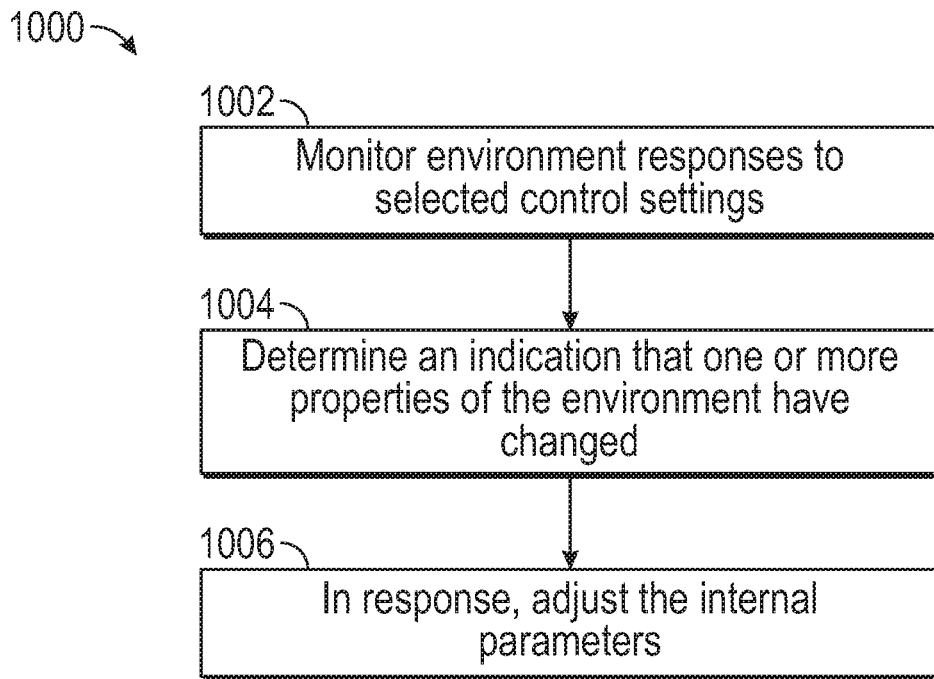 1000
1002
Monitor environment responses to
selected control settings
1004
Determine an indication that one or more
properties of the environment have
changed
1006
In response, adjust the internal
parameters